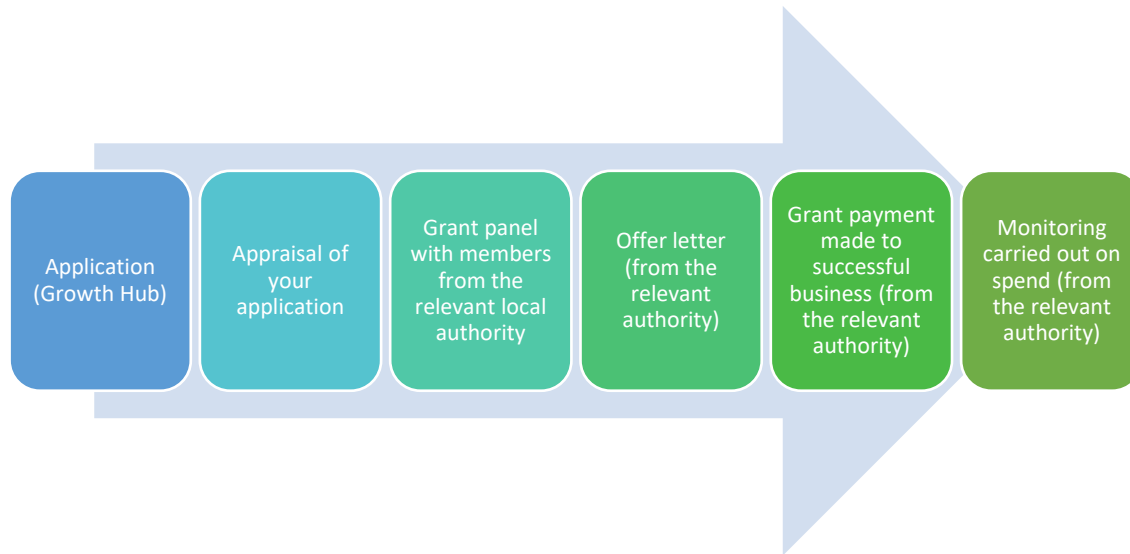 Application
(Growth Hub)
Appraisal of
your
application
Grant panel
with members
from the
relevant local
authority
Offer letter
(from the
relevant
authority)
Grant payment
made to
successful
business (from
the relevant
authority)
Monitoring
carried out on
spend (from
the relevant
authority)